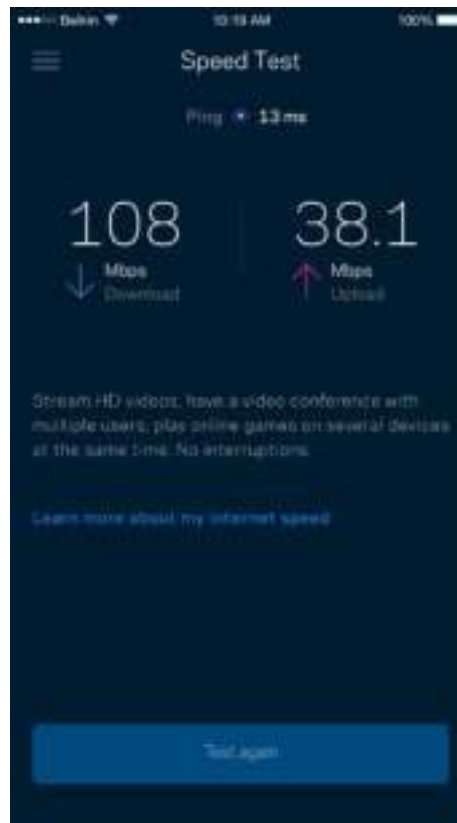 Belkin 10:19 AM 100%
Speed Test
Ping 13 ms
108 38.1
Mbps Mbps
Download Upload
Stream HD videos, have a video conference with
multiple users, play online games on several devices
at the same time. No interruptions.
Learn more about my internet speed
Test again